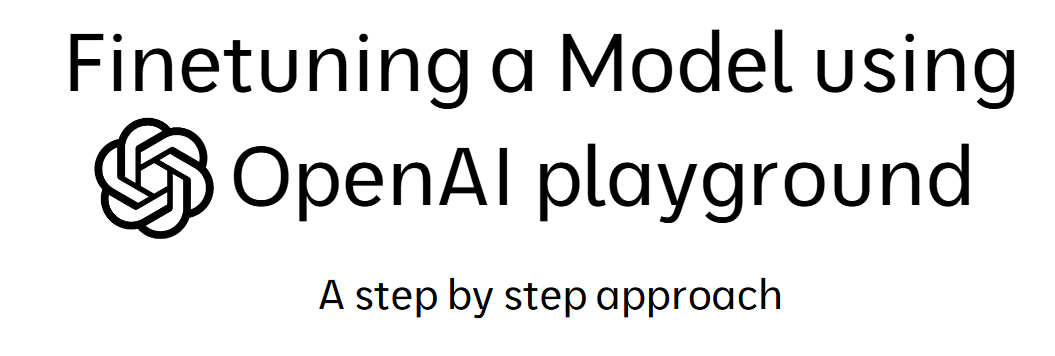 Finetuning a Model using
OpenAI playground
A step by step approach